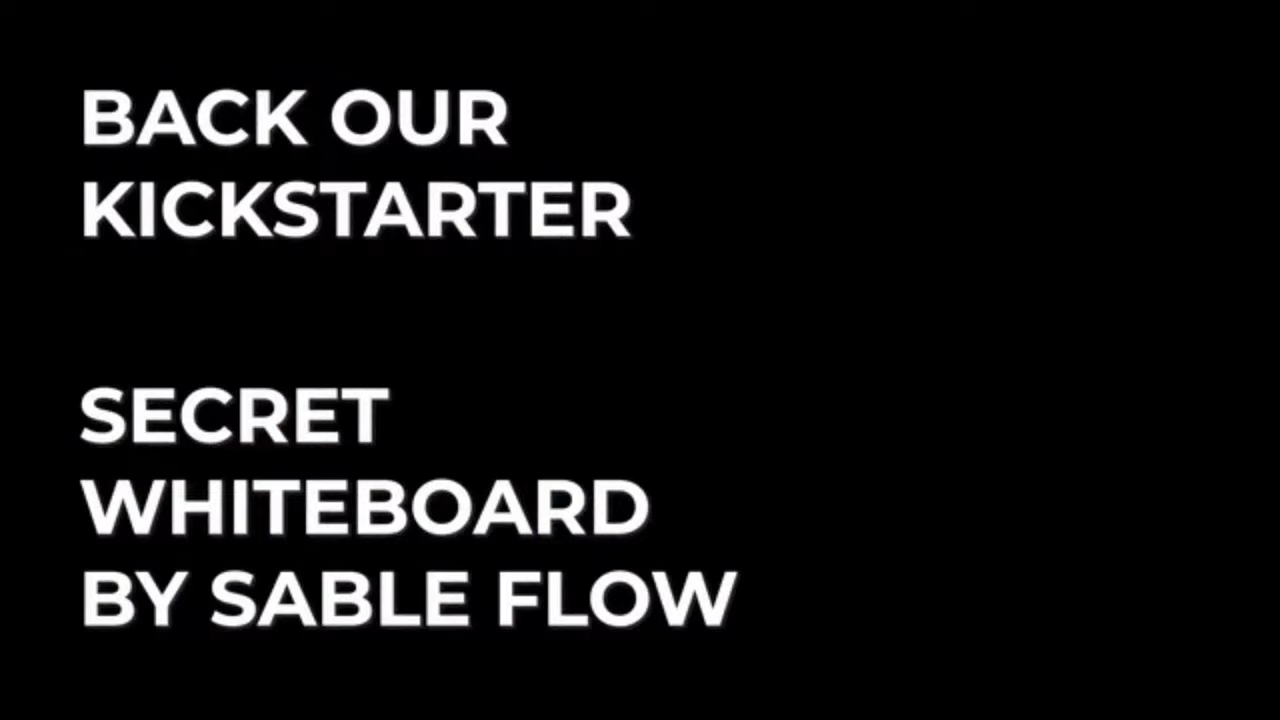 BACK OUR
KICKSTARTER
SECRET
WHITEBOARD
BY SABLE FLOW